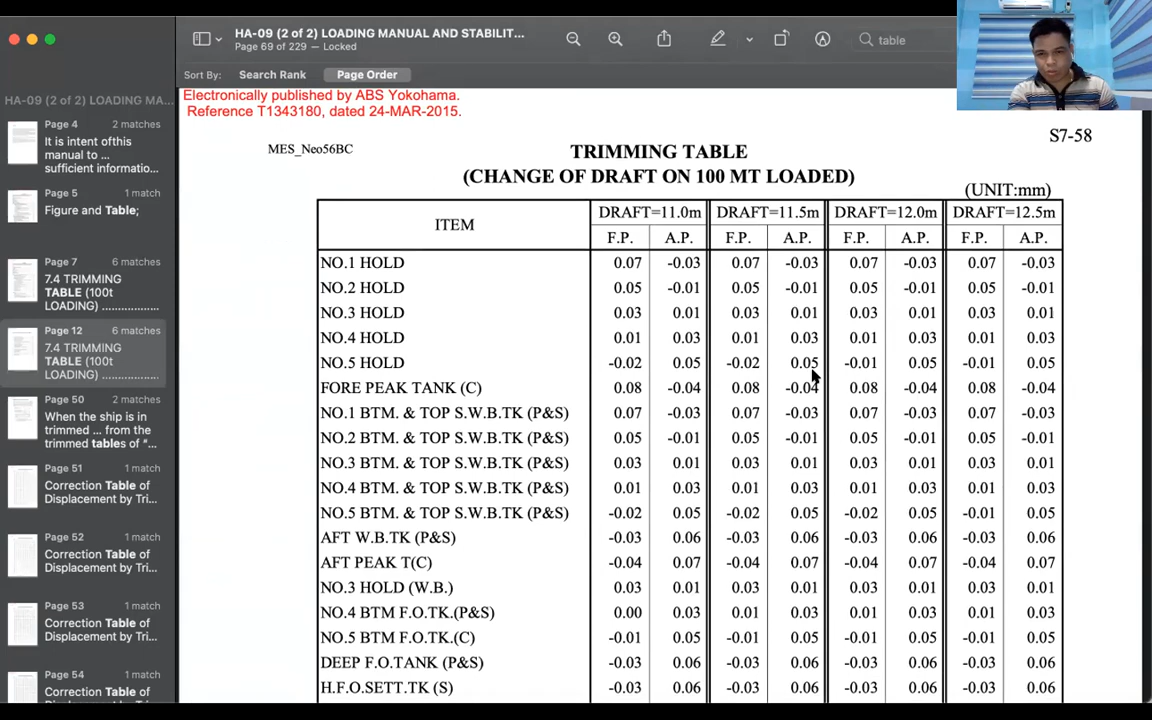 HA-09 (2 of 2) LOADING MANUAL AND STABILIT...
Page 69 of 229 — Locked
table
Sort By: Search Rank Page Order
HA-09 (2 of 2) LOADING MA...
Page 4 2 matches
It is intent ofthis
manual to ...
sufficient informatio...
Page 5 1 match
Figure and Table;
Page 7 6 matches
7.4 TRIMMING
TABLE (100t
LOADING) ...................
Page 12 6 matches
7.4 TRIMMING
TABLE (100t
LOADING) ...................
Page 50 2 matches
When the ship is in
trimmed ... from the
trimmed tables of “...
Page 51 1 match
Correction Table of
Displacement by Tri...
Page 52 1 match
Correction Table of
Displacement by Tri...
Page 53 1 match
Correction Table of
Displacement by Tri...
Page 54 1 match
Correction Table of
Electronically published by ABS Yokohama.
Reference T1343180, dated 24-MAR-2015.
S7-58
MES_Neo56BC
TRIMMING TABLE
(CHANGE OF DRAFT ON 100 MT LOADED)
(UNIT:mm)
ITEM DRAFT=11.0m DRAFT=11.5m DRAFT=12.0m DRAFT=12.5m
F.P. A.P. F.P. A.P. F.P. A.P. F.P. A.P.
NO.1 HOLD 0.07 -0.03 0.07 -0.03 0.07 -0.03 0.07 -0.03
NO.2 HOLD 0.05 -0.01 0.05 -0.01 0.05 -0.01 0.05 -0.01
NO.3 HOLD 0.03 0.01 0.03 0.01 0.03 0.01 0.03 0.01
NO.4 HOLD 0.01 0.03 0.01 0.03 0.01 0.03 0.01 0.03
NO.5 HOLD -0.02 0.05 -0.02 0.05 -0.01 0.05 -0.01 0.05
FORE PEAK TANK (C) 0.08 -0.04 0.08 -0.04 0.08 -0.04 0.08 -0.04
NO.1 BTM. & TOP S.W.B.TK (P&S) 0.07 -0.03 0.07 -0.03 0.07 -0.03 0.07 -0.03
NO.2 BTM. & TOP S.W.B.TK (P&S) 0.05 -0.01 0.05 -0.01 0.05 -0.01 0.05 -0.01
NO.3 BTM. & TOP S.W.B.TK (P&S) 0.03 0.01 0.03 0.01 0.03 0.01 0.03 0.01
NO.4 BTM. & TOP S.W.B.TK (P&S) 0.01 0.03 0.01 0.03 0.01 0.03 0.01 0.03
NO.5 BTM. & TOP S.W.B.TK (P&S) -0.02 0.05 -0.02 0.05 -0.02 0.05 -0.01 0.05
AFT W.B.TK (P&S) -0.03 0.06 -0.03 0.06 -0.03 0.06 -0.03 0.06
AFT PEAK T(C) -0.04 0.07 -0.04 0.07 -0.04 0.07 -0.04 0.07
NO.3 HOLD (W.B.) 0.03 0.01 0.03 0.01 0.03 0.01 0.03 0.01
NO.4 BTM F.O.TK.(P&S) 0.00 0.03 0.01 0.03 0.01 0.03 0.01 0.03
NO.5 BTM F.O.TK.(C) -0.01 0.05 -0.01 0.05 -0.01 0.05 -0.01 0.05
DEEP F.O.TANK (P&S) -0.03 0.06 -0.03 0.06 -0.03 0.06 -0.03 0.06
H.F.O.SETT.TK (S) -0.03 0.06 -0.03 0.06 -0.03 0.06 -0.03 0.06